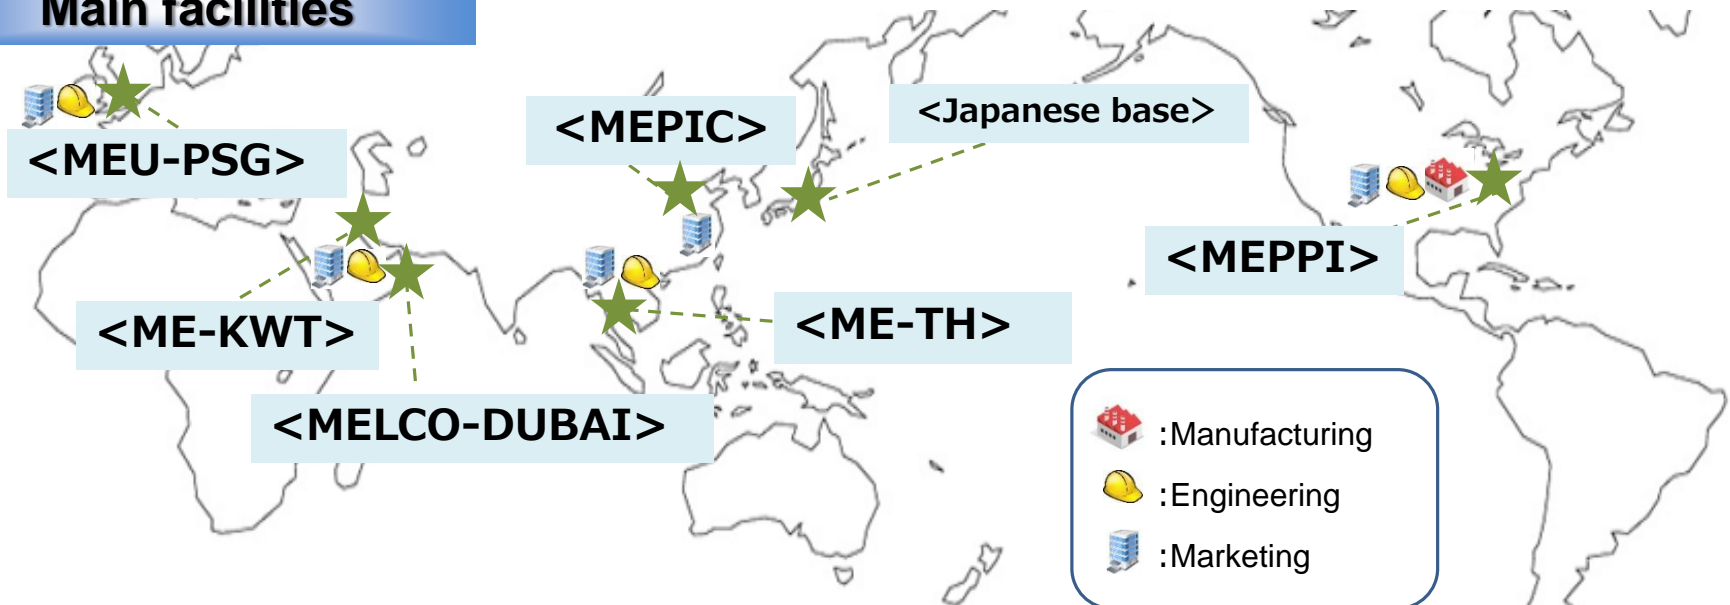 Main facilities
<MEU-PSG>
<MEPIC>
<Japanese base>
<MEPPI>
<ME-KWT>
<ME-TH>
<MELCO-DUBAI>
:Manufacturing
:Engineering
:Marketing